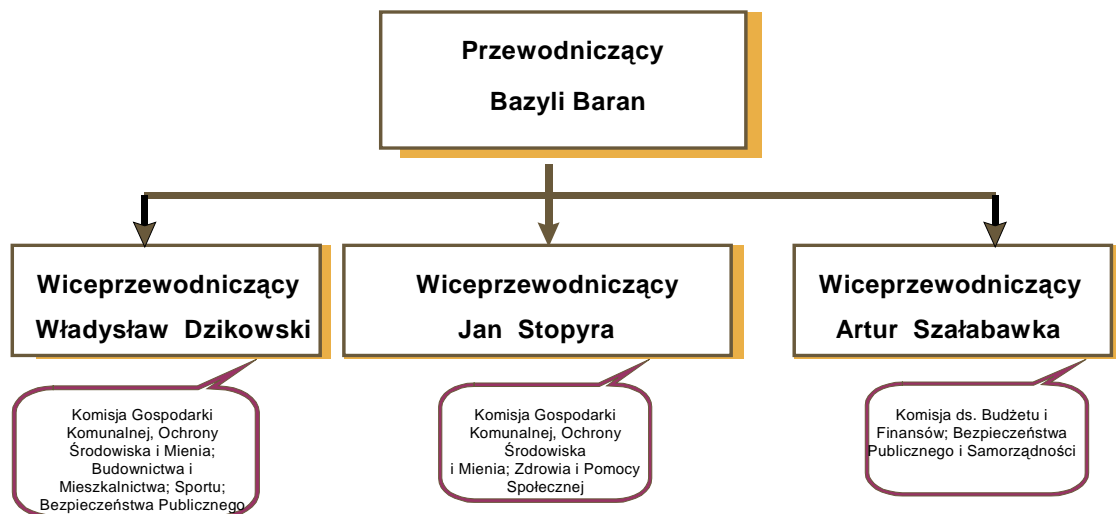 Przewodniczący
Bazyli Baran
Wiceprzewodniczący
Władysław Dzikowski
Wiceprzewodniczący
Jan Stopyra
Wiceprzewodniczący
Artur Szałabawka
Komisja Gospodarki
Komunalnej, Ochrony
Środowiska i Mienia;
Budownictwa i
Mieszkalnictwa; Sportu;
Bezpieczeństwa Publicznego
Komisja Gospodarki
Komunalnej, Ochrony
Środowiska
i Mienia; Zdrowia i Pomocy
Społecznej
Komisja ds. Budżetu i
Finansów; Bezpieczeństwa
Publicznego i Samorządności